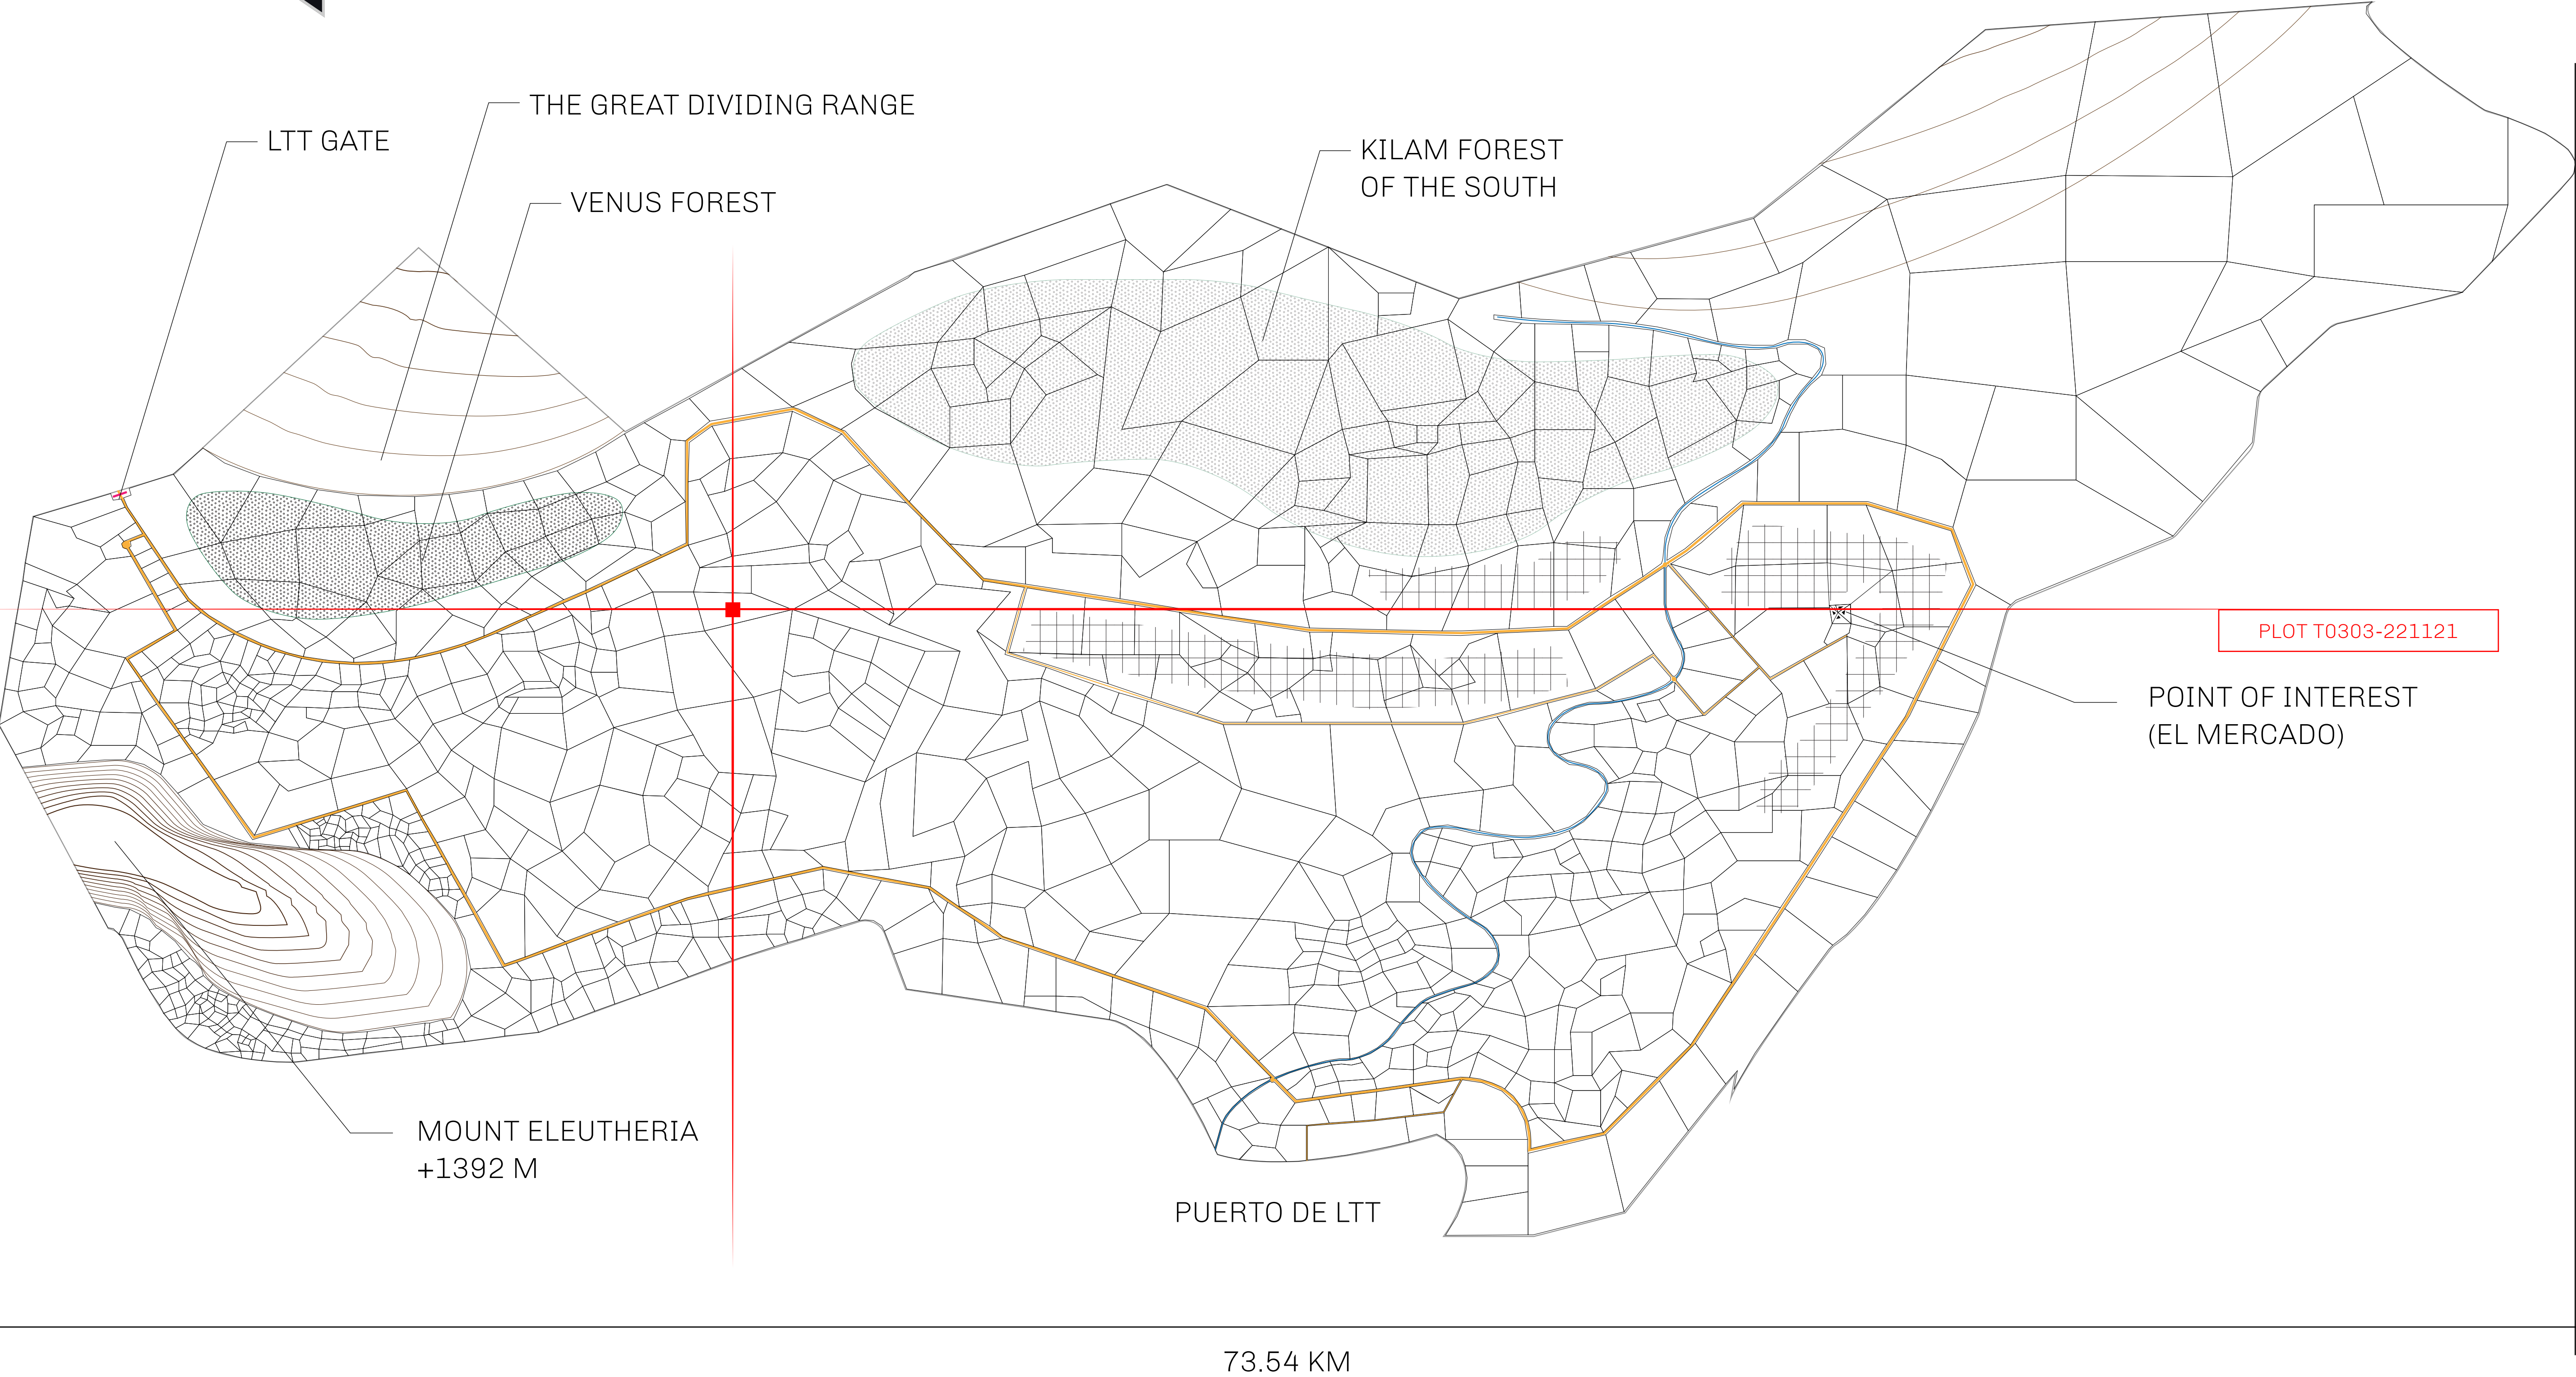 THE GREAT DIVIDING RANGE
LTT GATE
KILAM FOREST
OF THE SOUTH
VENUS FOREST
PLOT T0303-221121
POINT OF INTEREST
(EL MERCADO)
MOUNT ELEUTHERIA
+1392 M
PUERTO DE LTT
73.54 KM